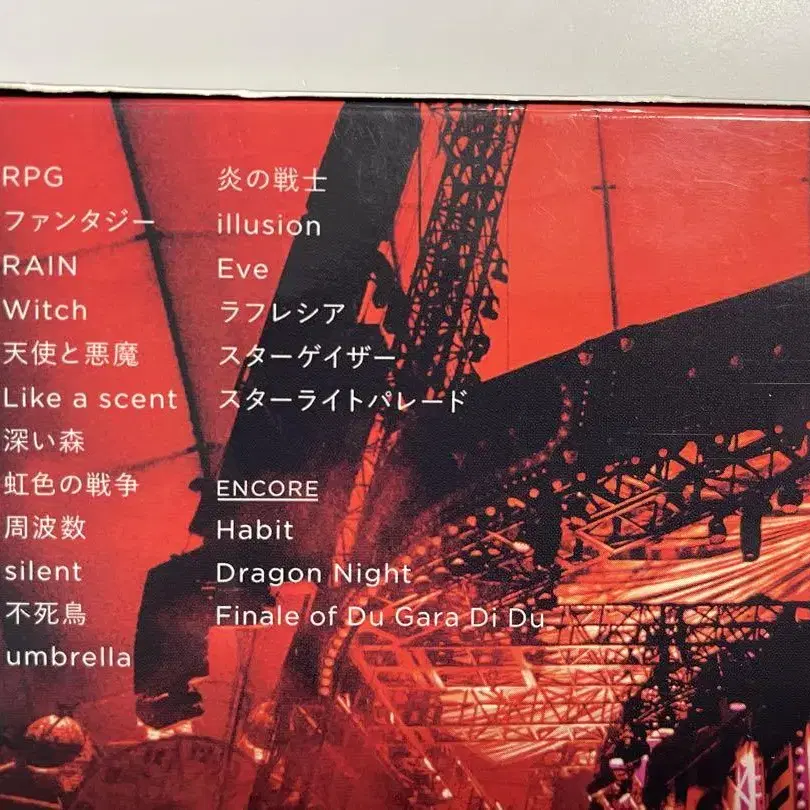 RPG
ファンタジー
RAIN
Witch
天使と悪魔
Like a scent
深い森
虹色の戦争
周波数
silent
不死鳥
umbrella
炎の戦士
illusion
Eve
ラフレシア
スターゲイザー
スターライトパレード
ENCORE
Habit
Dragon Night
Finale of Du Gara Di Du